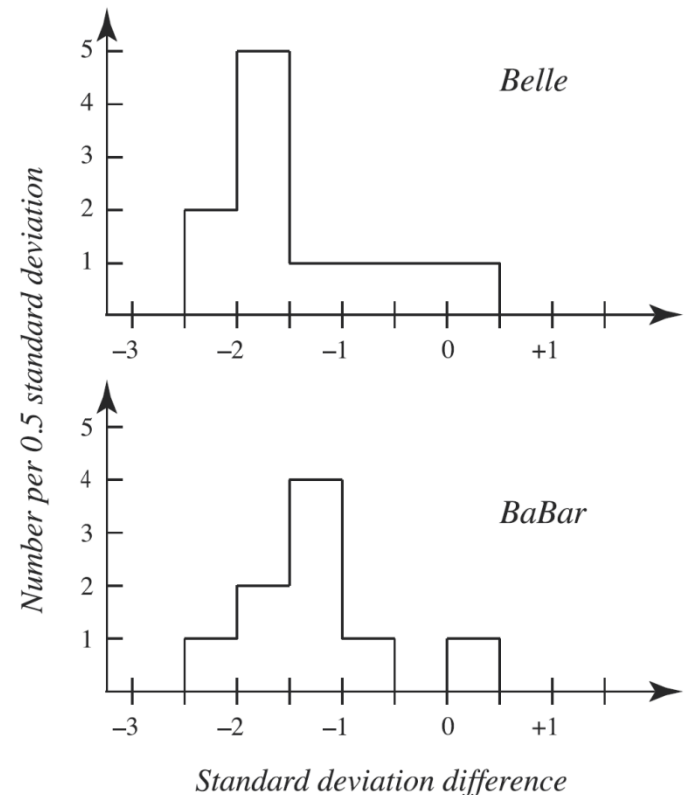 Number per 0.5 standard deviation
5
4
3
2
1
Belle
–3 –2 –1 0 +1
5
4
3
2
1
BaBar
–3 –2 –1 0 +1
Standard deviation difference